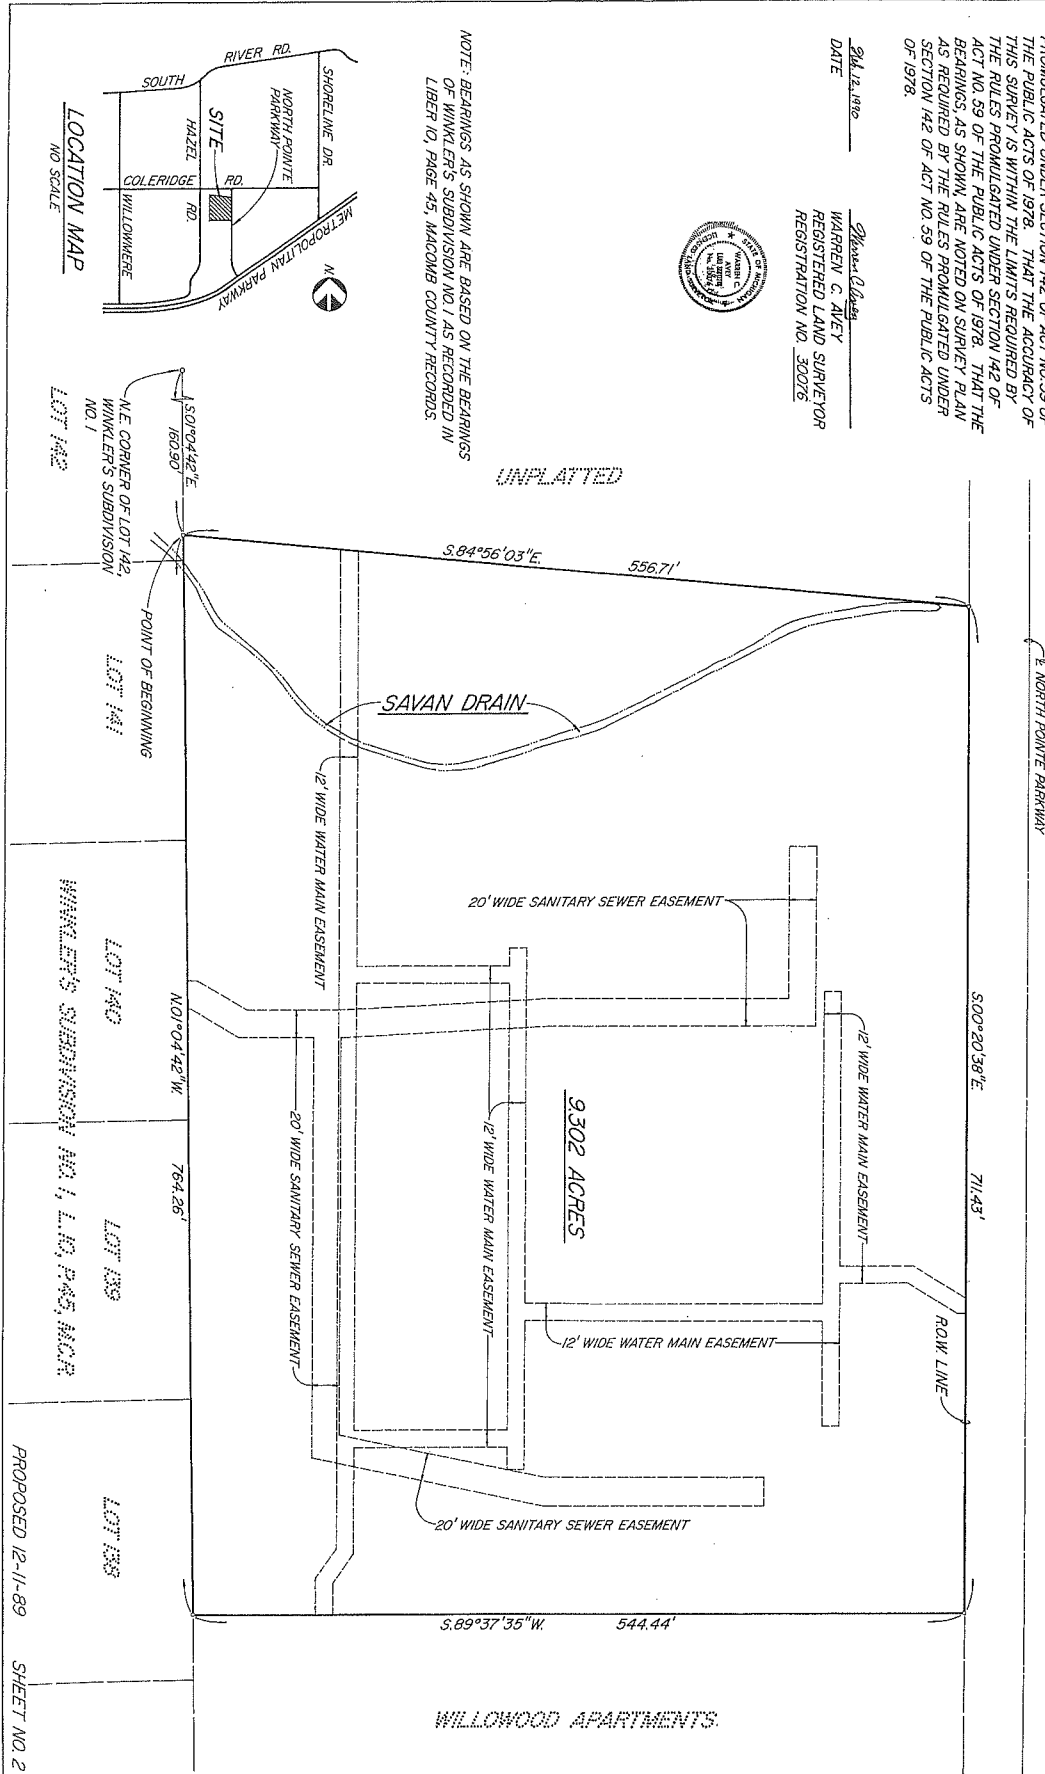 THE PUBLIC ACTS OF 1978. THAT THE ACCURACY OF
THIS SURVEY IS WITHIN THE LIMITS REQUIRED BY
THE RULES PROMULGATED UNDER SECTION 142 OF
ACT NO. 59 OF THE PUBLIC ACTS OF 1978. THAT THE
BEARINGS, AS SHOWN, ARE NOTED ON SURVEY PLAN
AS REQUIRED BY THE RULES PROMULGATED UNDER
SECTION 142 OF ACT NO. 59 OF THE PUBLIC ACTS
OF 1978.
12, 1990
DATE
Warren C. Avey
WARREN C. AVEY
REGISTERED LAND SURVEYOR
REGISTRATION NO. 30076
STATE OF MICHIGAN
WARREN C.
AVEY
NOTE: BEARINGS AS SHOWN ARE BASED ON THE BEARINGS
OF WINKLER'S SUBDIVISION NO. 1 AS RECORDED IN
LIBER 10, PAGE 45, MACOMB COUNTY RECORDS.
RIVER RD.
SHORELINE DR.
SOUTH
NORTH POINTE
PARKWAY
SITE
HAZEL
RD.
COLERIDGE
RD.
WILLOWMERE
METROPOLITAN PARKWAY
N
LOCATION MAP
NO SCALE
℄ NORTH POINTE PARKWAY
UNPLATTED
S.01°04'42"E.
160.90'
N.E. CORNER OF LOT 142,
WINKLER'S SUBDIVISION
NO. 1
LOT 142
POINT OF BEGINNING
S.84°56'03"E.
556.71'
SAVAN DRAIN
LOT 141
12' WIDE WATER MAIN EASEMENT
20' WIDE SANITARY SEWER EASEMENT
S.00°20'38"E.
711.43'
12' WIDE WATER MAIN EASEMENT
9.302 ACRES
12' WIDE WATER MAIN EASEMENT
20' WIDE SANITARY SEWER EASEMENT
N.01°04'42"W.
764.26'
LOT 140
LOT 139
WINKLER'S SUBDIVISION NO. 1, L. 10, P. 45, M.C.R.
12' WIDE WATER MAIN EASEMENT
R.O.W. LINE
20' WIDE SANITARY SEWER EASEMENT
LOT 138
S.89°37'35"W.
544.44'
WILLOWOOD APARTMENTS
PROPOSED 12-11-89
SHEET NO. 2